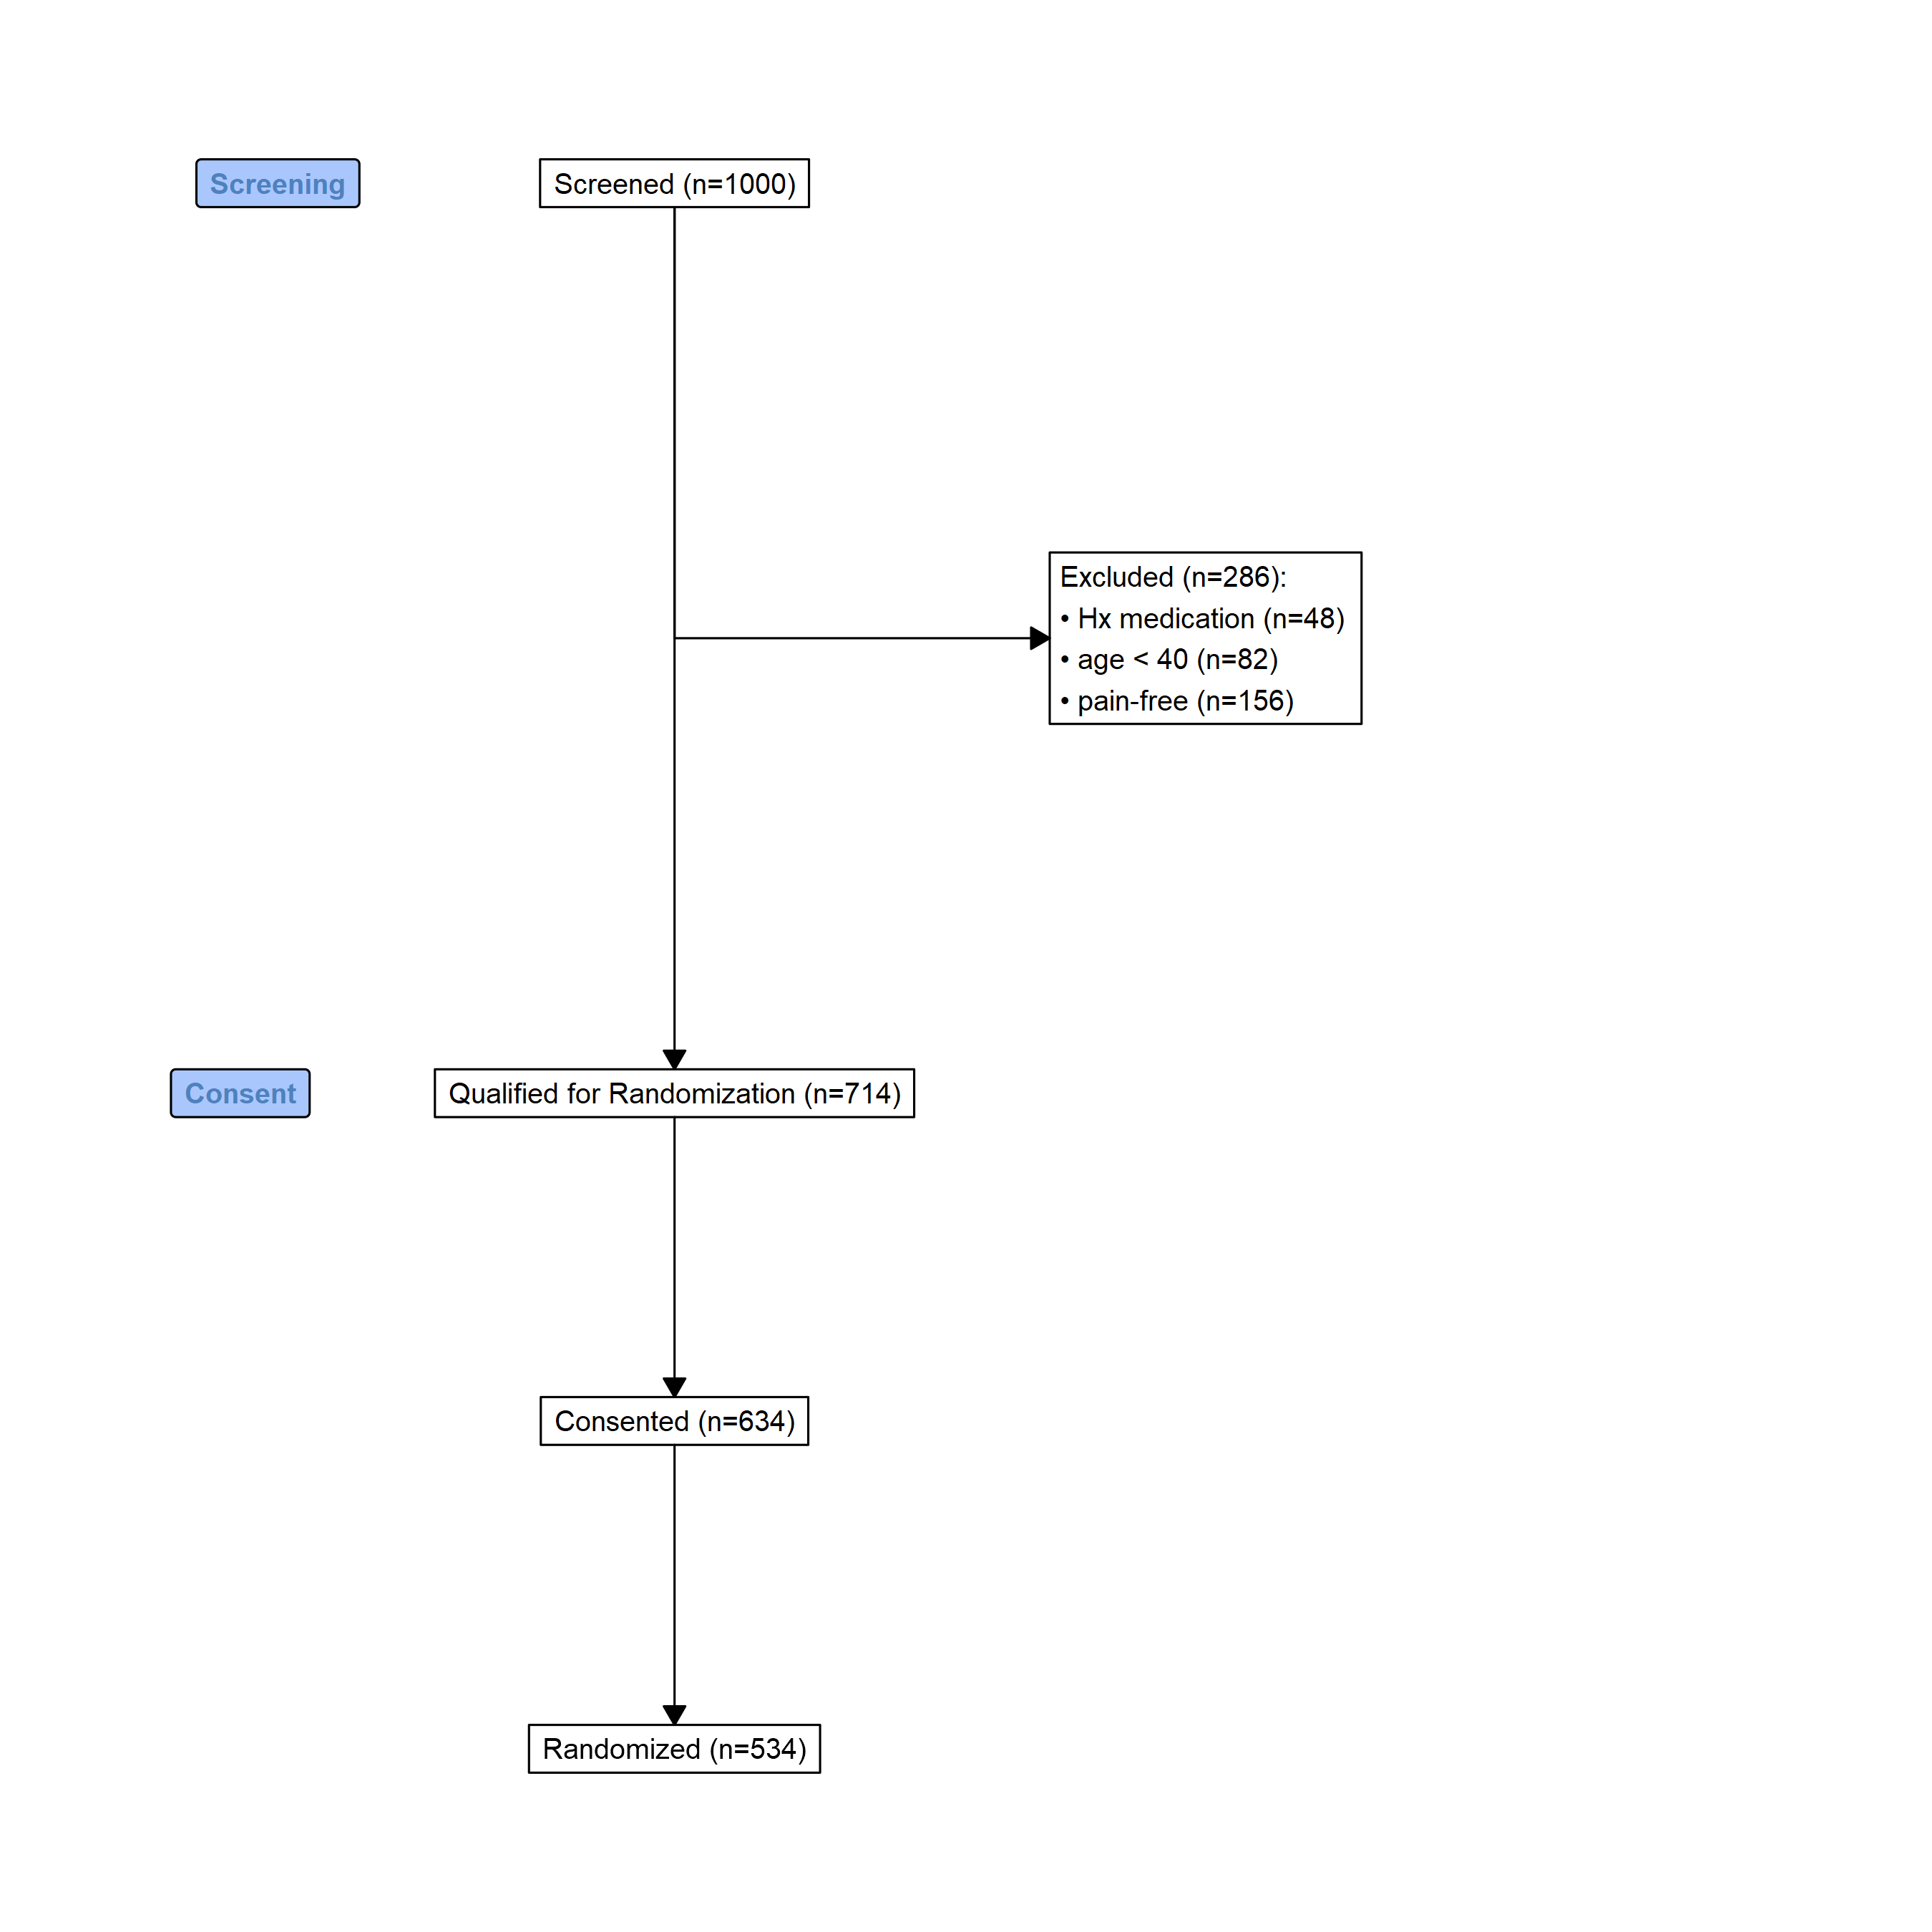 Screening
Screened (n=1000)
Excluded (n=286):
• Hx medication (n=48)
• age < 40 (n=82)
• pain-free (n=156)
Consent
Qualified for Randomization (n=714)
Consented (n=634)
Randomized (n=534)